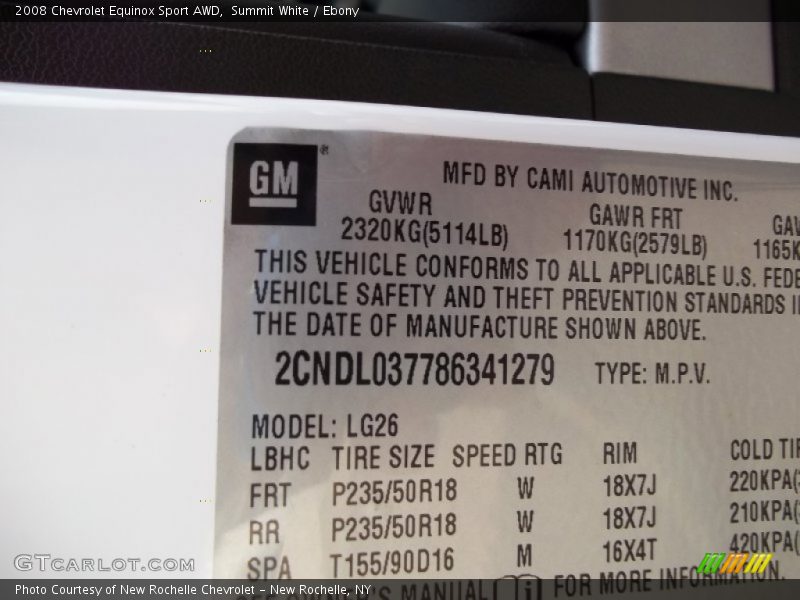 2008 Chevrolet Equinox Sport AWD,  Summit White / Ebony
GM®
MFD BY CAMI AUTOMOTIVE INC.
GVWR GAWR FRT
2320KG(5114LB) 1170KG(2579LB)
THIS VEHICLE CONFORMS TO ALL APPLICABLE U.S.
VEHICLE SAFETY AND THEFT PREVENTION STANDARDS
THE DATE OF MANUFACTURE SHOWN ABOVE.
2CNDL037786341279 TYPE: M.P.V.
MODEL: LG26
LBHC TIRE SIZE SPEED RTG RIM COLD
FRT P235/50R18 W 18X7J 220KPA(
RR P235/50R18 W 18X7J 210KPA(
SPA T155/90D16 M 16X4T 420KPA(
MANUAL FOR MORE INFORMATION.
GTcarlot.com
Photo Courtesy of New Rochelle Chevrolet - New Rochelle, NY